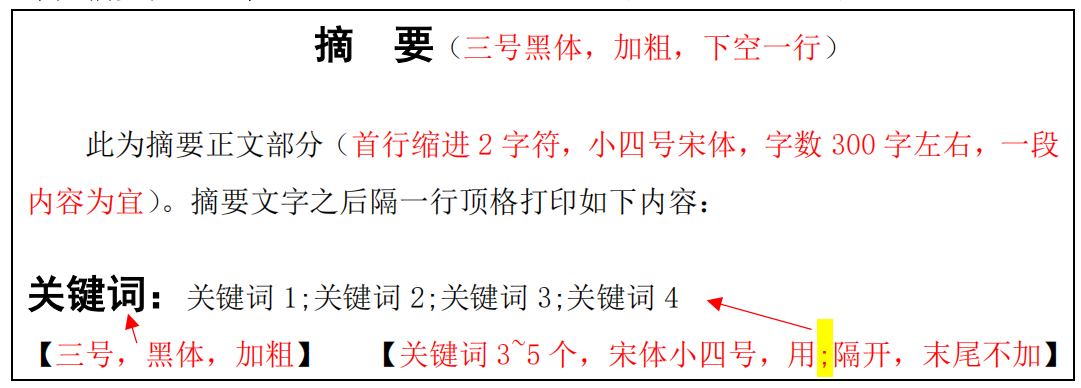 摘　要（三号黑体，加粗，下空一行）
此为摘要正文部分（首行缩进 2 字符，小四号宋体，字数 300 字左右，一段
内容为宜）。摘要文字之后隔一行顶格打印如下内容：
关键词：关键词 1;关键词 2;关键词 3;关键词 4
【三号，黑体，加粗】　　【关键词 3~5 个，宋体小四号，用;隔开，末尾不加】